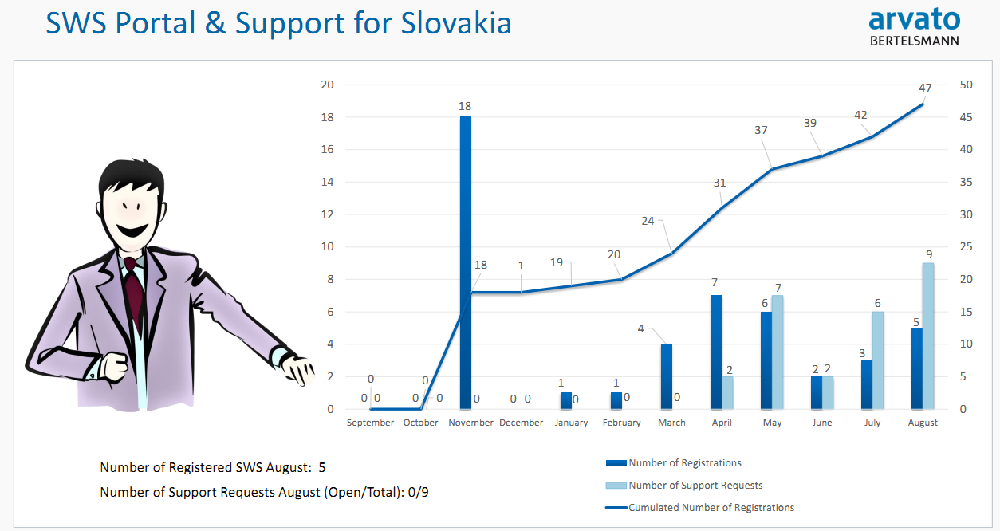 SWS Portal & Support for Slovakia
arvato
BERTELSMANN
20 50
18 45
16 40
14 35
12 30
10 25
8 20
6 15
4 10
2 5
0 0
0 0 0
0 0 0
18 18 0
1 0 0
19 1 0
20 1 0
24 4 0
31 7 2
37 6 7
39 2 2
42 3 6
47 5 9
September October November December January February March April May June July August
Number of Registered SWS August: 5
Number of Support Requests August (Open/Total): 0/9
Number of Registrations
Number of Support Requests
Cumulated Number of Registrations